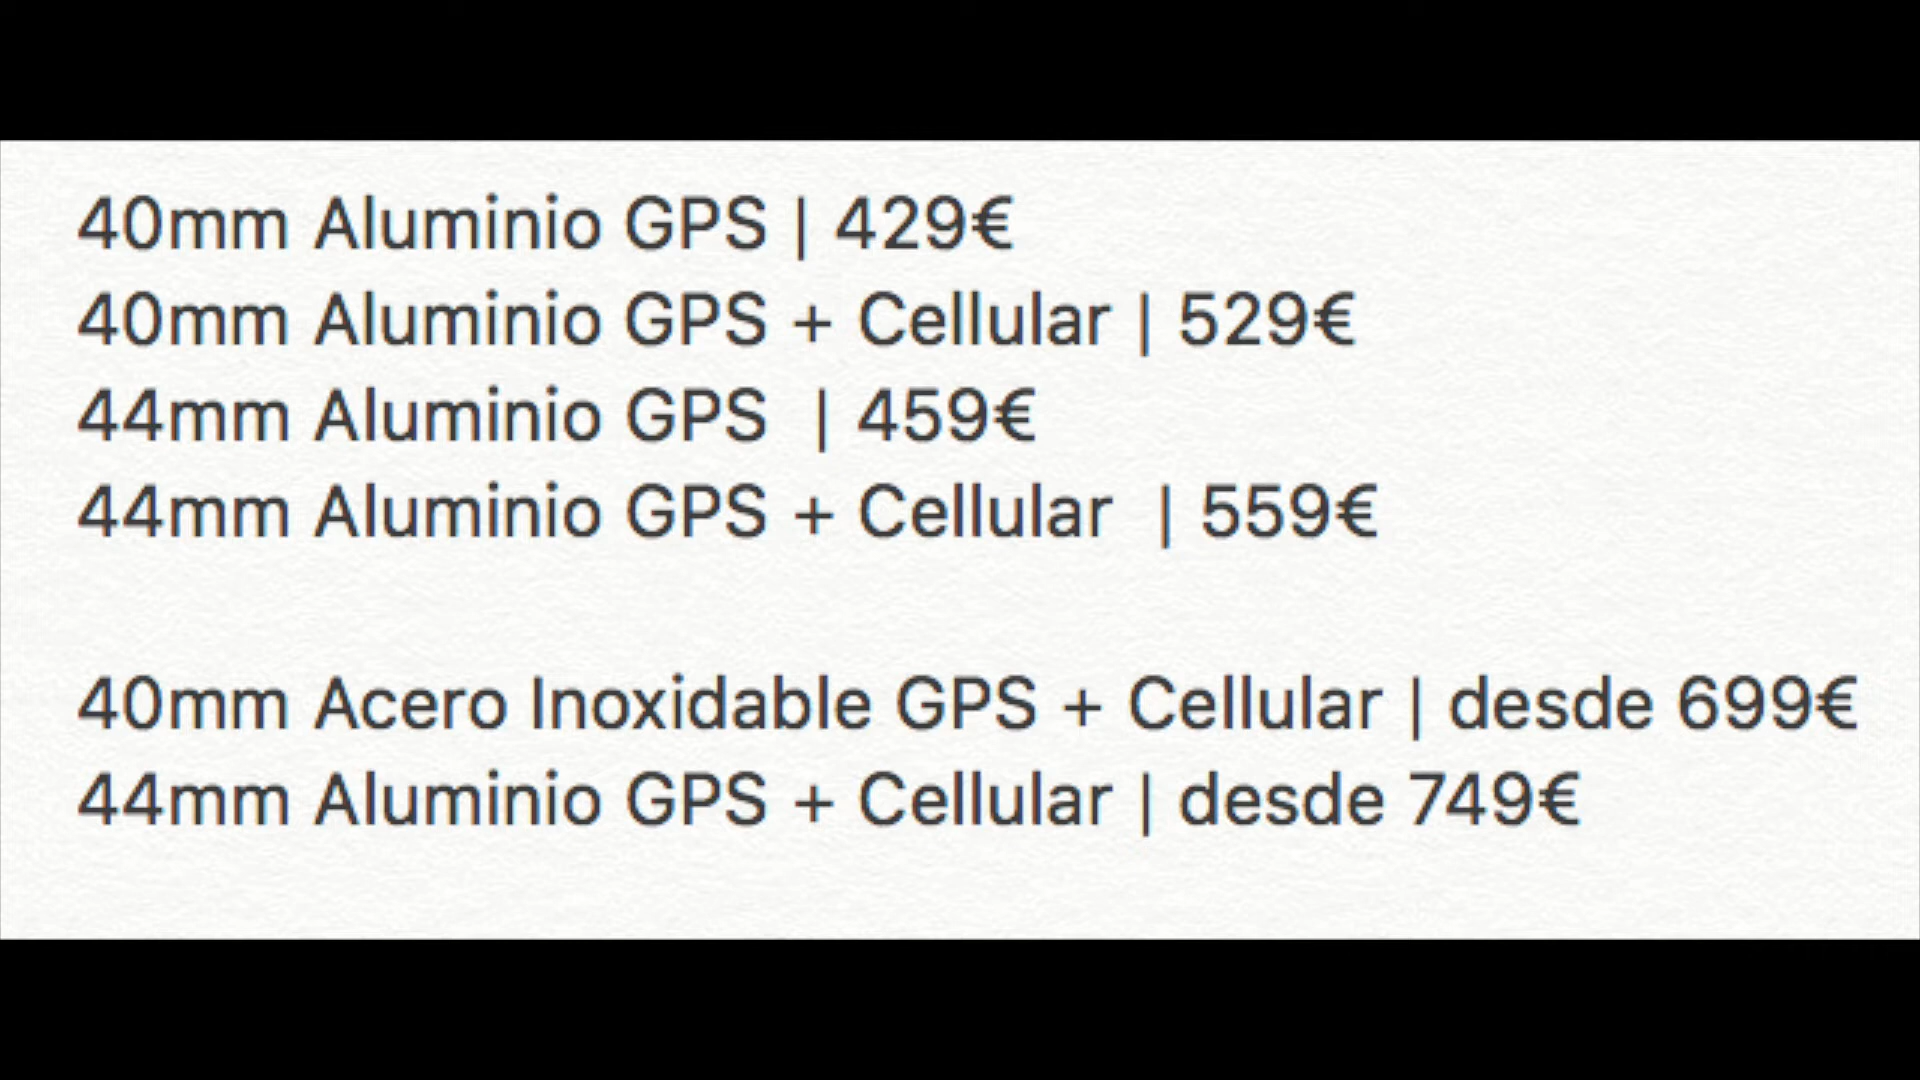 40mm Aluminio GPS | 429€
40mm Aluminio GPS + Cellular | 529€
44mm Aluminio GPS  | 459€
44mm Aluminio GPS + Cellular  | 559€
40mm Acero Inoxidable GPS + Cellular | desde 699€
44mm Aluminio GPS + Cellular | desde 749€